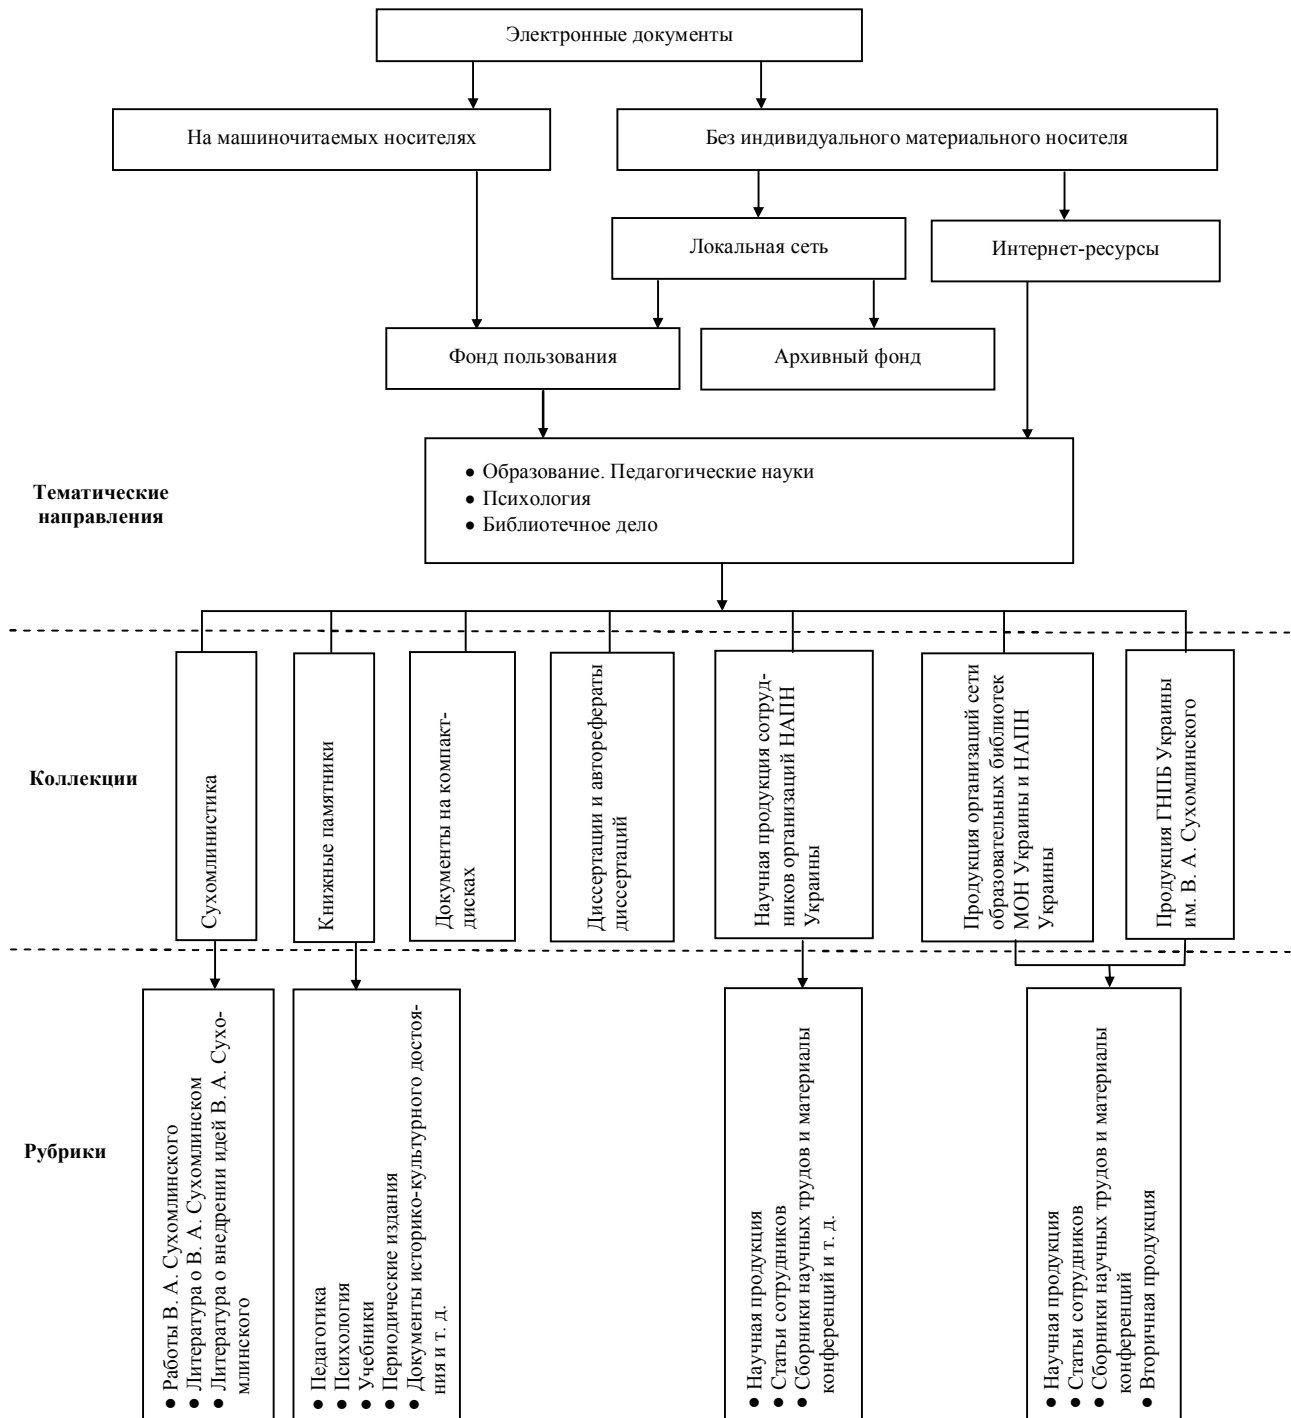 Электронные документы
На машиночитаемых носителях
Без индивидуального материального носителя
Локальная сеть
Интернет-ресурсы
Фонд пользования
Архивный фонд
Тематические
направления
● Образование. Педагогические науки
● Психология
● Библиотечное дело
Коллекции
Сухомлинистика
Книжные памятники
Документы на компакт-
дисках
Диссертации и авторефераты
диссертаций
Научная продукция сотруд-
ников организаций НАПН
Украины
Продукция организаций сети
образовательных библиотек
МОН Украины и НАПН
Украины
Продукция ГНПБ Украины
им. В. А. Сухомлинского
Рубрики
● Работы В. А. Сухомлинского
● Литература о В. А. Сухомлинском
● Литература о внедрении идей В. А. Сухо-
млинского
● Педагогика
● Психология
● Учебники
● Периодические издания
● Документы историко-культурного достоя-
ния и т. д.
● Научная продукция
● Статьи сотрудников
● Сборники научных трудов и материалы
конференций и т. д.
● Научная продукция
● Статьи сотрудников
● Сборники научных трудов и материалы
конференций
● Вторичная продукция